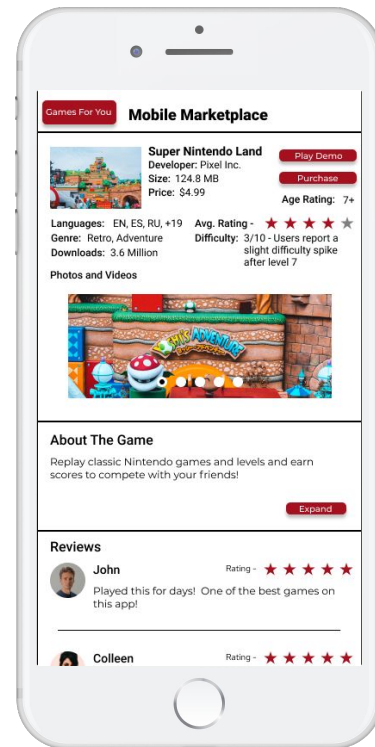 Games For You
Mobile Marketplace
Super Nintendo Land
Developer: Pixel Inc.
Size: 124.8 MB
Price: $4.99
Play Demo
Purchase
Age Rating: 7+
Languages: EN, ES, RU, +19
Genre: Retro, Adventure
Downloads: 3.6 Million
Avg. Rating -
Difficulty: 3/10 - Users report a
slight difficulty spike
after level 7
Photos and Videos
YOSHI'S ADVENTURE
About The Game
Replay classic Nintendo games and levels and earn
scores to compete with your friends!
Expand
Reviews
John
Rating -
Played this for days! One of the best games on
this app!
Colleen
Rating -